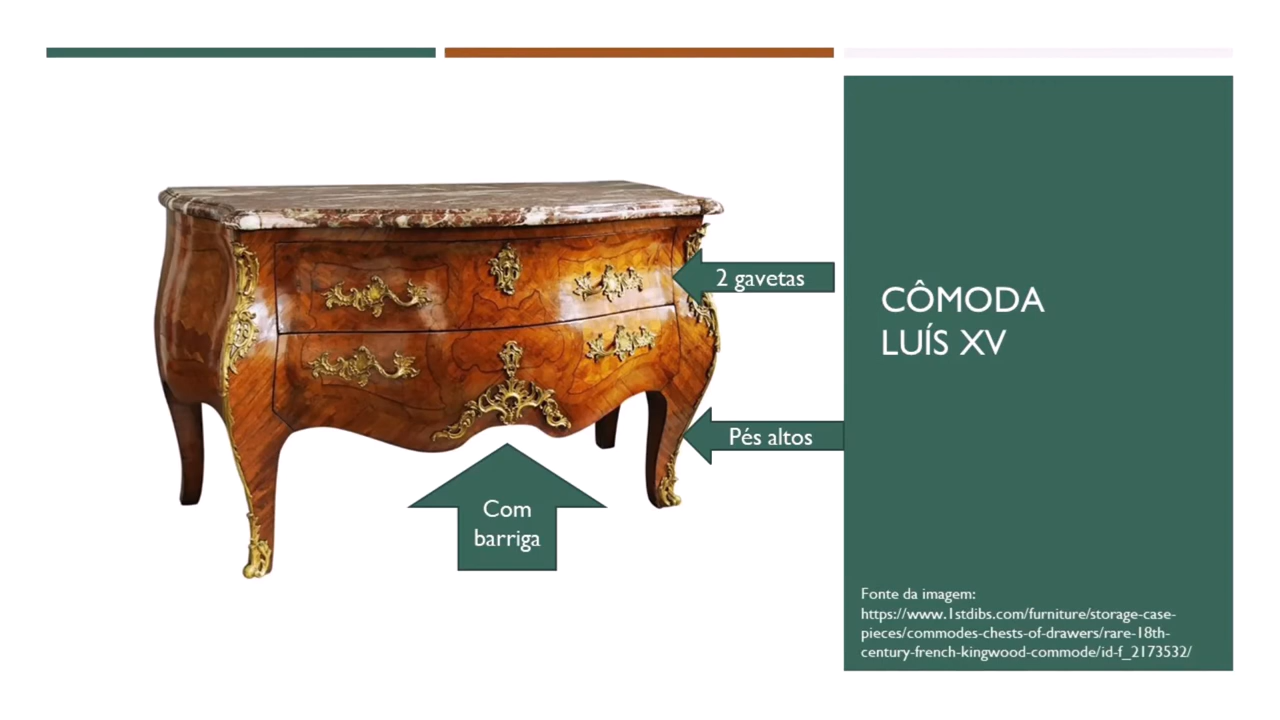 2 gavetas
CÔMODA
LUÍS XV
Pés altos
Com
barriga
Fonte da imagem:
https://www.1stdibs.com/furniture/storage-case-
pieces/commodes-chests-of-drawers/rare-18th-
century-french-kingwood-commode/id-f_2173532/